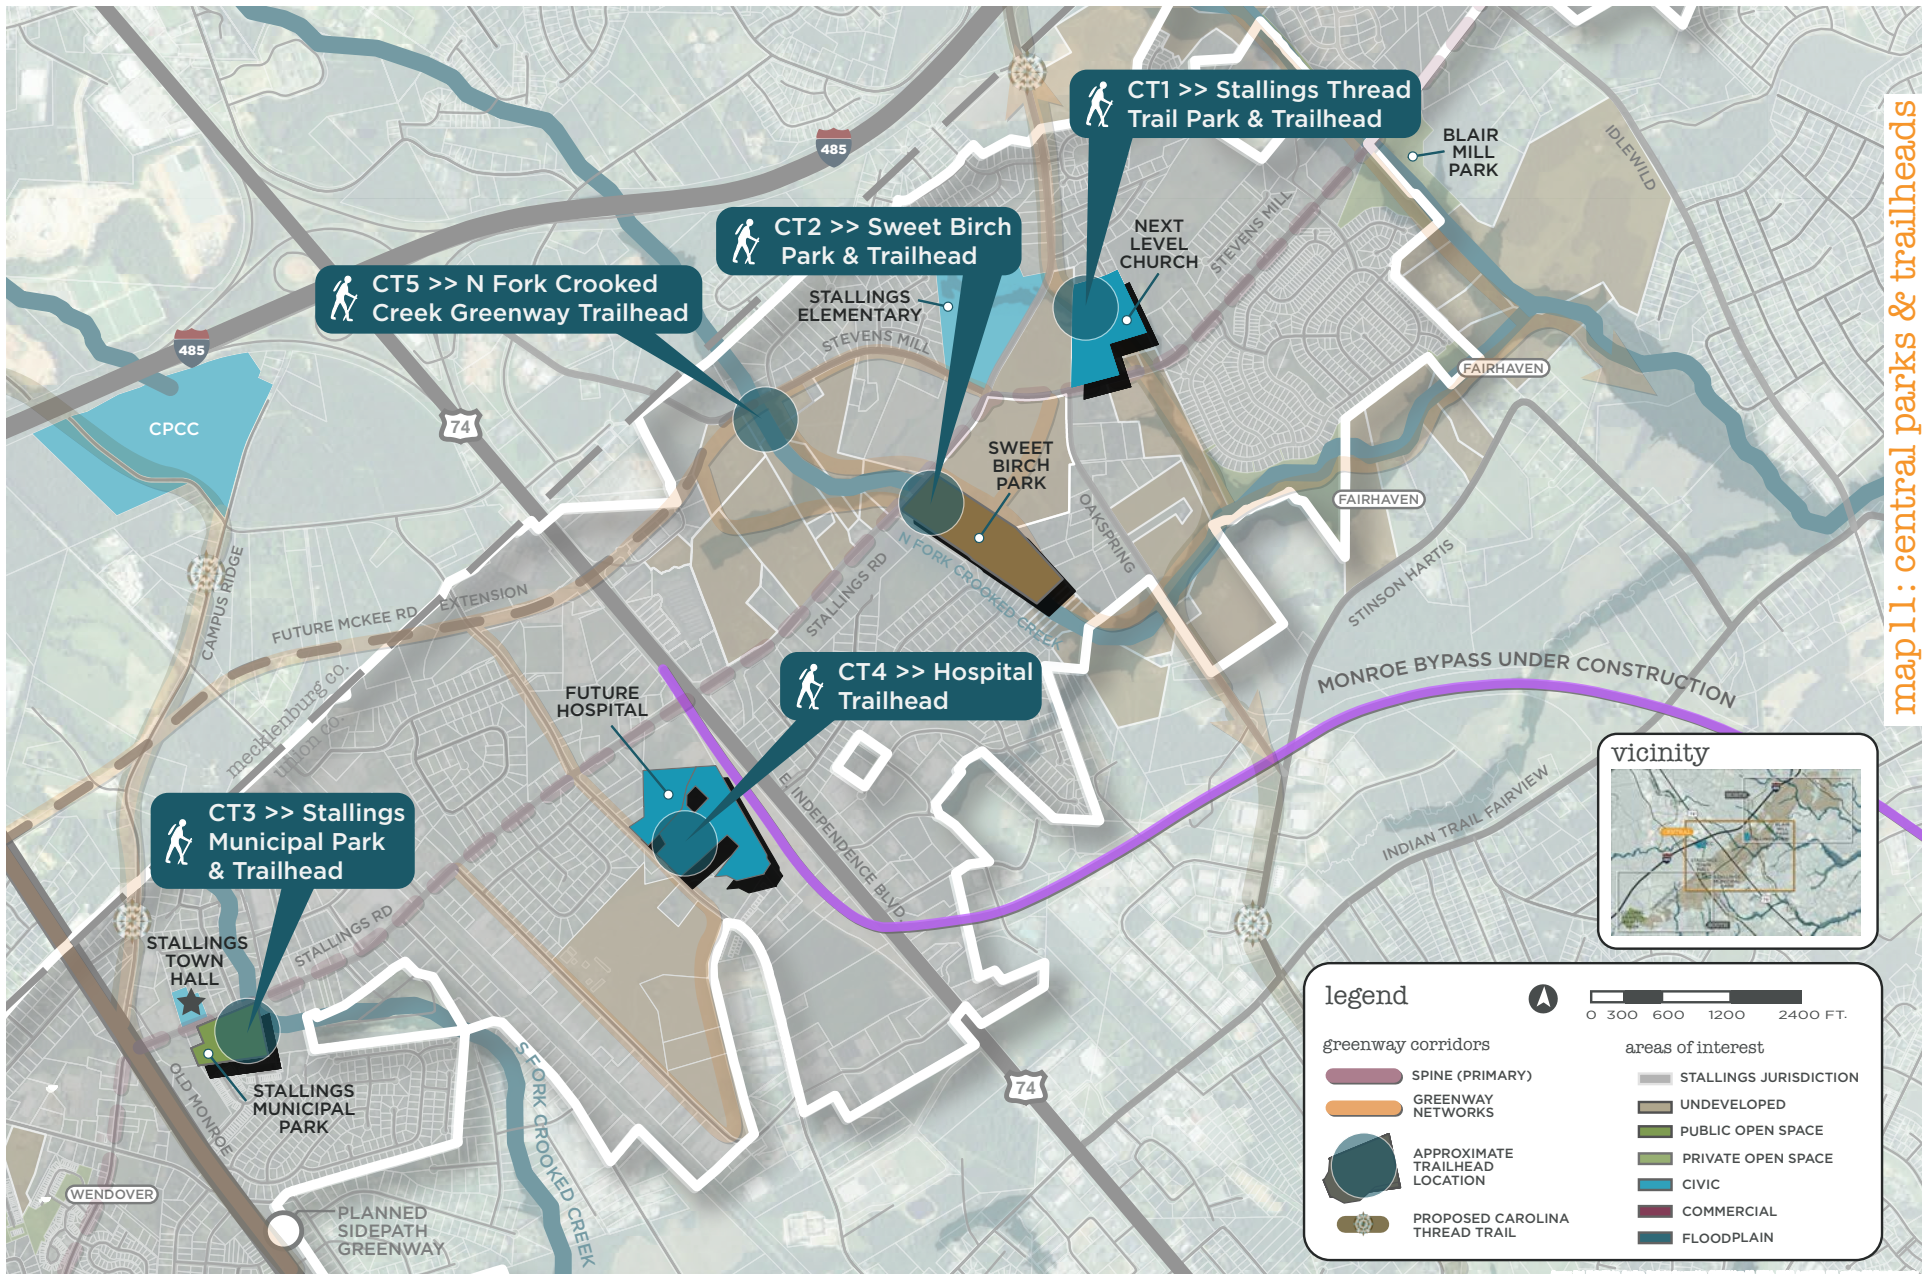 map 11: central parks & trailheads
CT1 >> Stallings Thread
Trail Park & Trailhead
BLAIR
MILL
PARK
IDLEWILD
485
CT2 >> Sweet Birch
Park & Trailhead
NEXT
LEVEL
CHURCH
STEVENS MILL
CT5 >> N Fork Crooked
Creek Greenway Trailhead
STALLINGS
ELEMENTARY
STEVENS MILL
485
FAIRHAVEN
CPCC
74
SWEET
BIRCH
PARK
FAIRHAVEN
OAKSPRING
N FORK CROOKED CREEK
STALLINGS RD
STINSON HARTIS
CAMPUS RIDGE
FUTURE MCKEE RD EXTENSION
mecklenburg co.
union co.
CT4 >> Hospital
Trailhead
FUTURE
HOSPITAL
MONROE BYPASS UNDER CONSTRUCTION
E. INDEPENDENCE BLVD.
INDIAN TRAIL FAIRVIEW
CT3 >> Stallings
Municipal Park
& Trailhead
STALLINGS RD
STALLINGS
TOWN
HALL
STALLINGS
MUNICIPAL
PARK
OLD MONROE
S FORK CROOKED CREEK
74
WENDOVER
PLANNED
SIDEPATH
GREENWAY
vicinity
legend
0 300 600 1200 2400 FT.
greenway corridors
SPINE (PRIMARY)
GREENWAY
NETWORKS
APPROXIMATE
TRAILHEAD
LOCATION
PROPOSED CAROLINA
THREAD TRAIL
areas of interest
STALLINGS JURISDICTION
UNDEVELOPED
PUBLIC OPEN SPACE
PRIVATE OPEN SPACE
CIVIC
COMMERCIAL
FLOODPLAIN